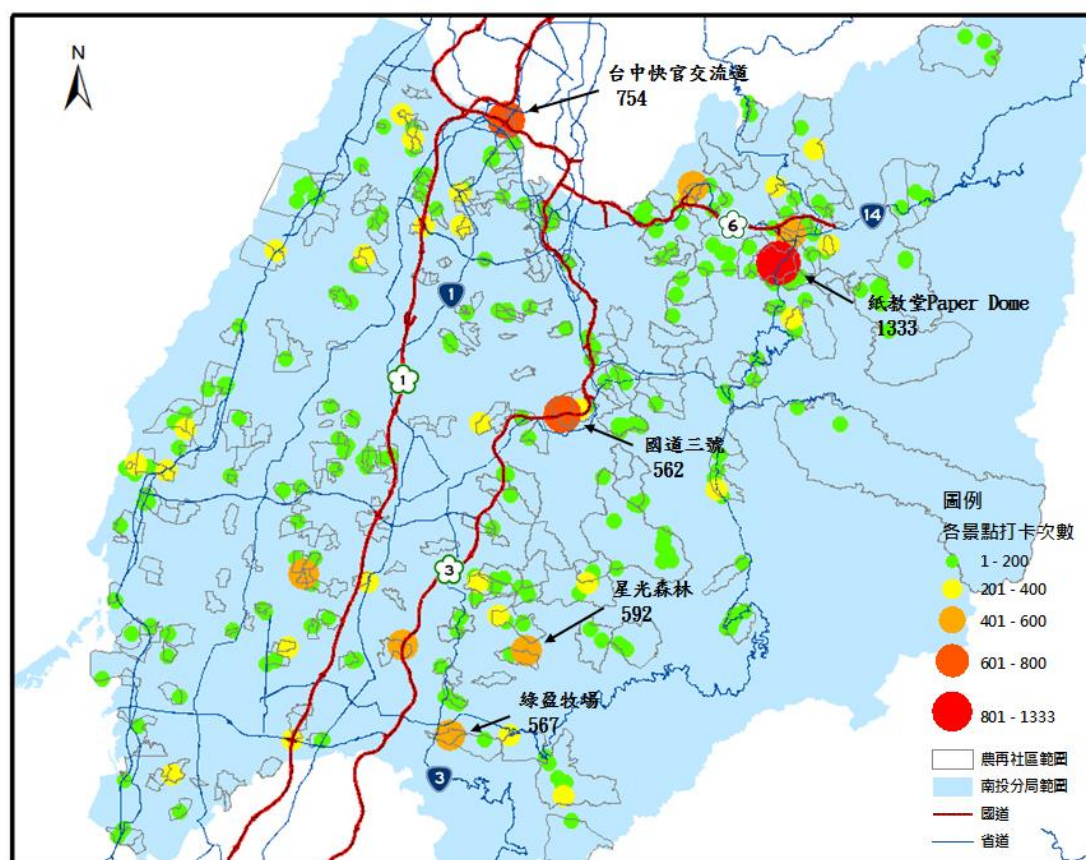 N
台中快官交流道
754
6
14
紙教堂Paper Dome
1333
1
1
國道三號
562
3
星光森林
592
綠盈牧場
567
3
圖例
各景點打卡次數
1 - 200
201 - 400
401 - 600
601 - 800
801 - 1333
農再社區範圍
南投分局範圍
國道
省道